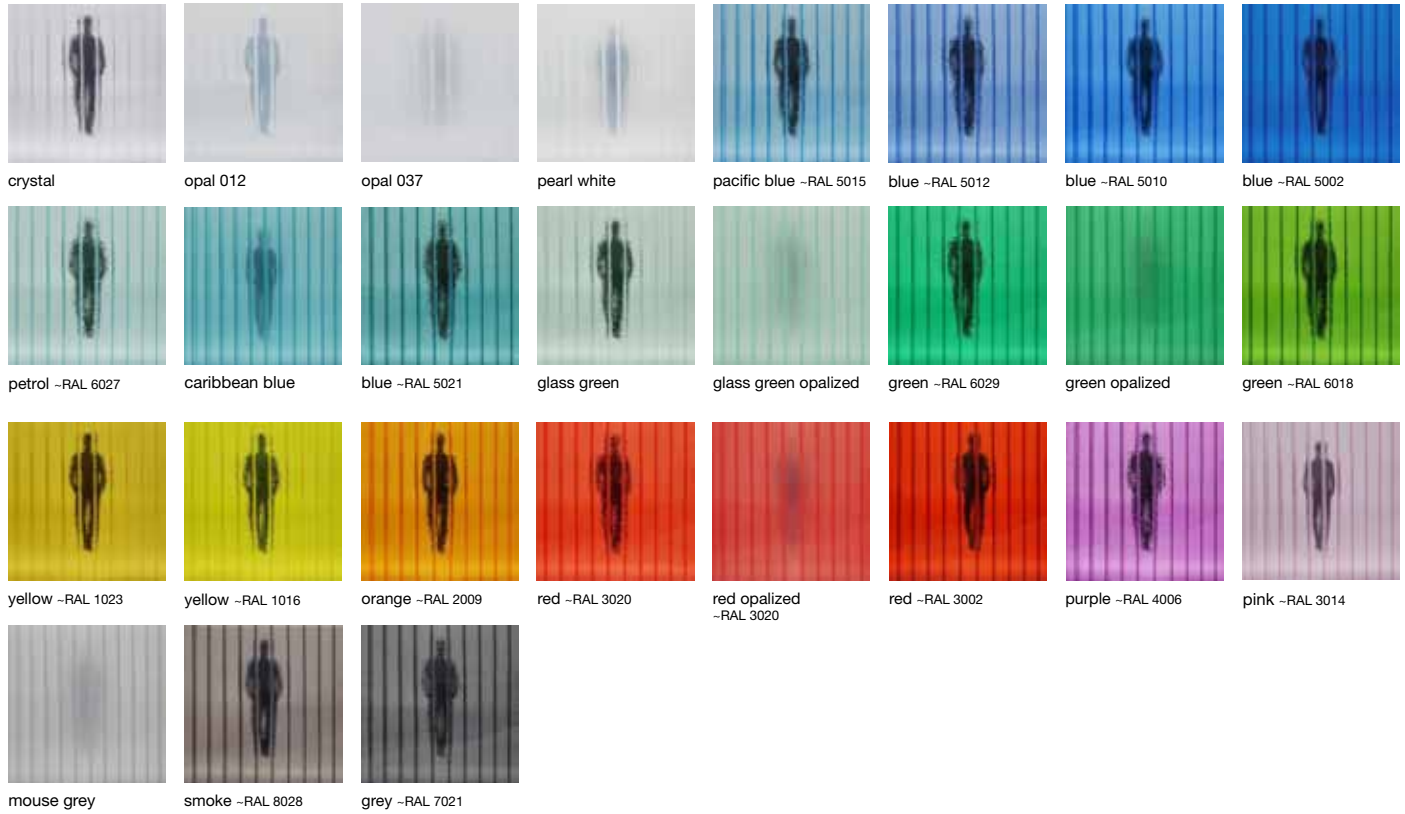 crystal
opal 012
opal 037
pearl white
pacific blue ~RAL 5015
blue ~RAL 5012
blue ~RAL 5010
blue ~RAL 5002
petrol ~RAL 6027
caribbean blue
blue ~RAL 5021
glass green
glass green opalized
green ~RAL 6029
green opalized
green ~RAL 6018
yellow ~RAL 1023
yellow ~RAL 1016
orange ~RAL 2009
red ~RAL 3020
red opalized
~RAL 3020
red ~RAL 3002
purple ~RAL 4006
pink ~RAL 3014
mouse grey
smoke ~RAL 8028
grey ~RAL 7021